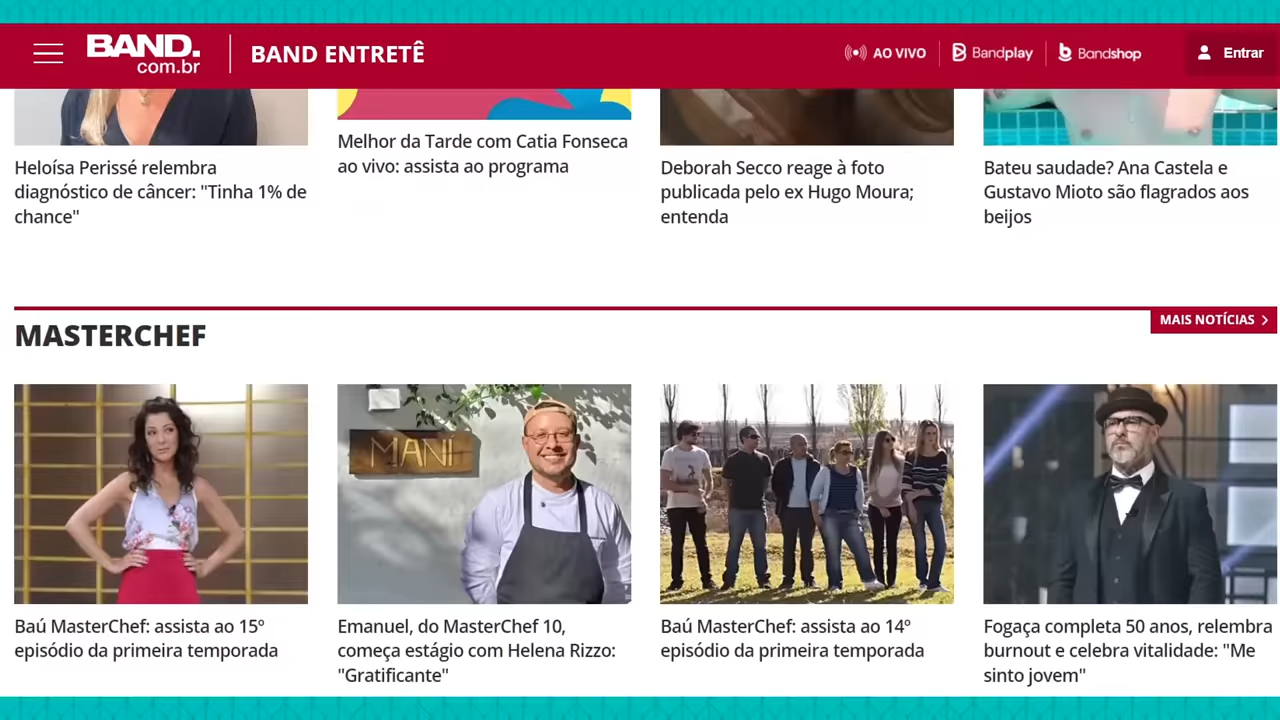 BAND.
com.br
BAND ENTRETÊ
AO VIVO
Bandplay
Bandshop
Entrar
Heloísa Perissé relembra
diagnóstico de câncer: "Tinha 1% de
chance"
Melhor da Tarde com Catia Fonseca
ao vivo: assista ao programa
Deborah Secco reage à foto
publicada pelo ex Hugo Moura;
entenda
Bateu saudade? Ana Castela e
Gustavo Mioto são flagrados aos
beijos
MAIS NOTÍCIAS
MASTERCHEF
MANÍ
Baú MasterChef: assista ao 15º
episódio da primeira temporada
Emanuel, do MasterChef 10,
começa estágio com Helena Rizzo:
"Gratificante"
Baú MasterChef: assista ao 14º
episódio da primeira temporada
Fogaça completa 50 anos, relembra
burnout e celebra vitalidade: "Me
sinto jovem"